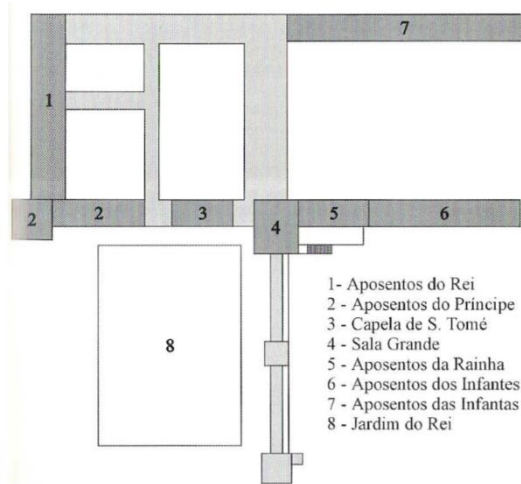 7
1
2
2
3
4
5
6
8
1- Aposentos do Rei
2 - Aposentos do Príncipe
3 - Capela de S. Tomé
4 - Sala Grande
5 - Aposentos da Rainha
6 - Aposentos dos Infantes
7 - Aposentos das Infantas
8 - Jardim do Rei